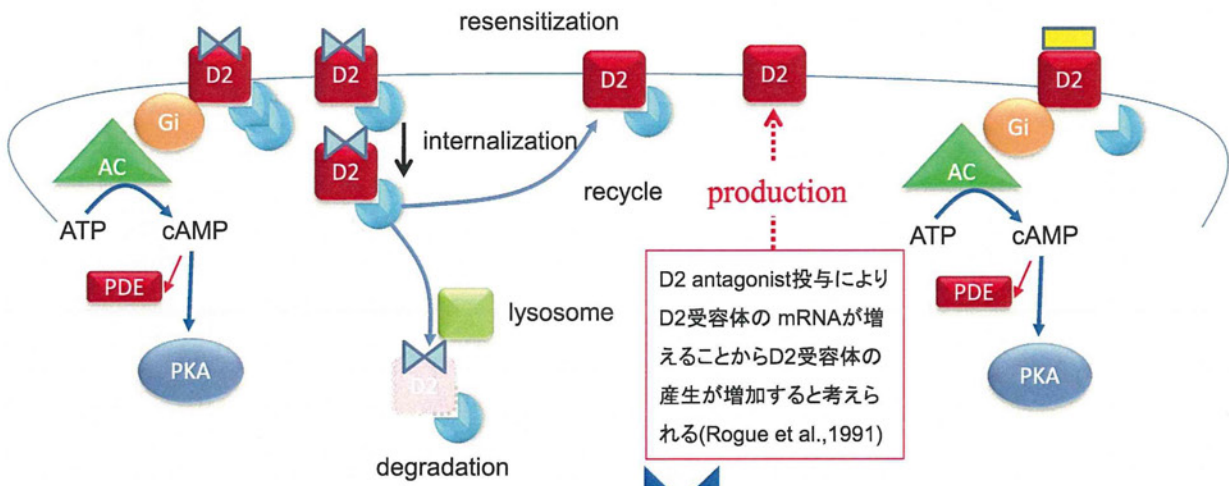 resensitization
D2
D2
D2
D2
D2
Gi
Gi
AC
AC
D2
internalization
recycle
production
ATP
cAMP
ATP
cAMP
PDE
PDE
lysosome
D2 antagonist投与により
D2受容体の mRNAが増
えることからD2受容体の
産生が増加すると考えら
れる(Rogue et al.,1991)
PKA
D2
PKA
degradation